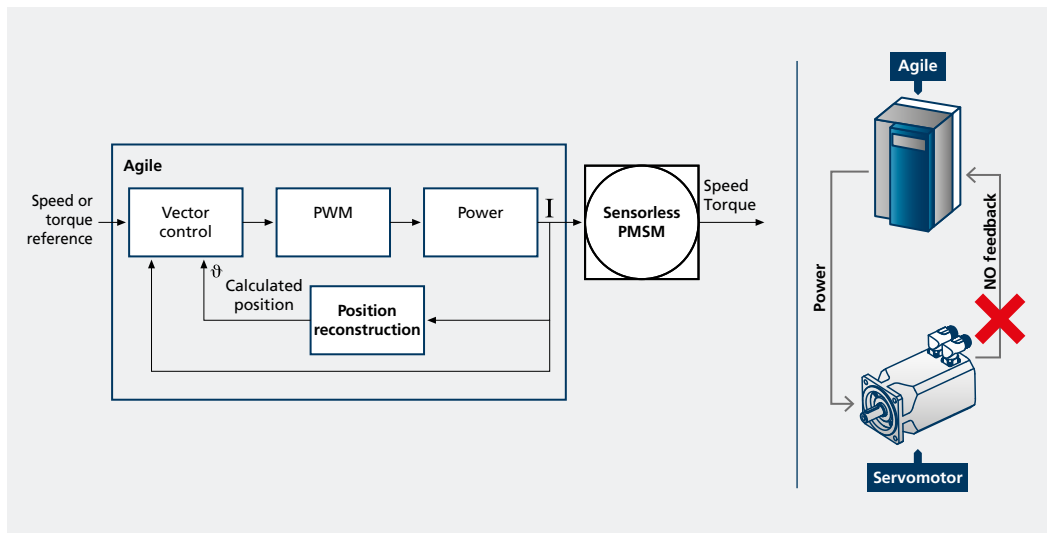 Agile
Speed or
torque
reference
Vector
control
PWM
Power
I
Sensorless
PMSM
Speed
Torque
ϑ
Calculated
position
Position
reconstruction
Agile
Power
NO feedback
Servomotor